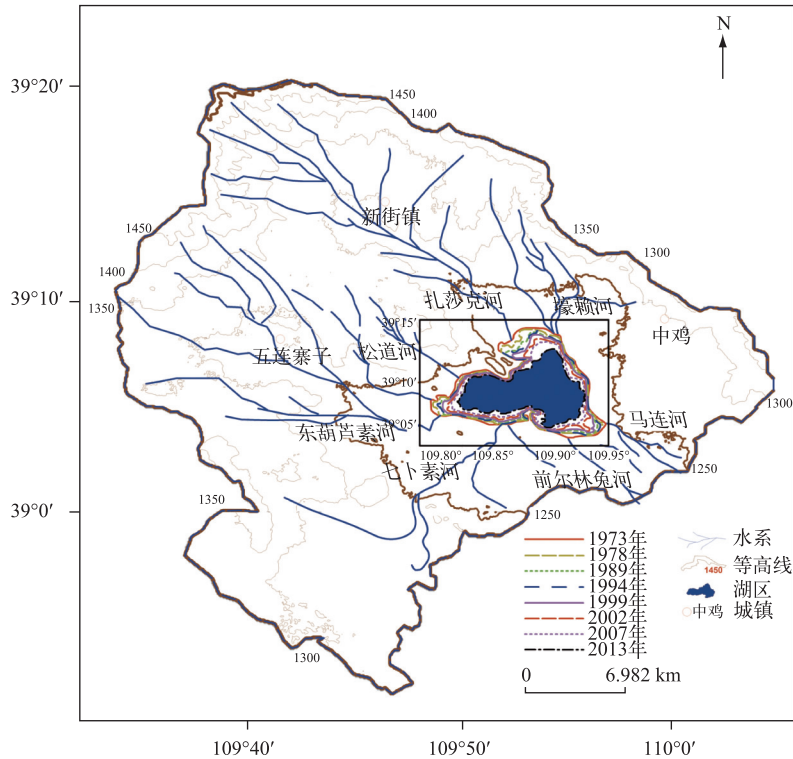 N
39°20′
39°10′
39°0′
1450
1400
1450
1400
1350
1350
1300
1300
1250
1250
1350
1300
新街镇
扎莎克河
檬赖河
中鸡
五连寨子
松道河
东葫芦素河
七卜素河
马连河
前尔林兔河
39°15′
39°10′
39°05′
109.80°
109.85°
109.90°
109.95°
1973年
1978年
1989年
1994年
1999年
2002年
2007年
2013年
水系
1450
等高线
湖区
中鸡
城镇
0
6.982 km
109°40′
109°50′
110°0′